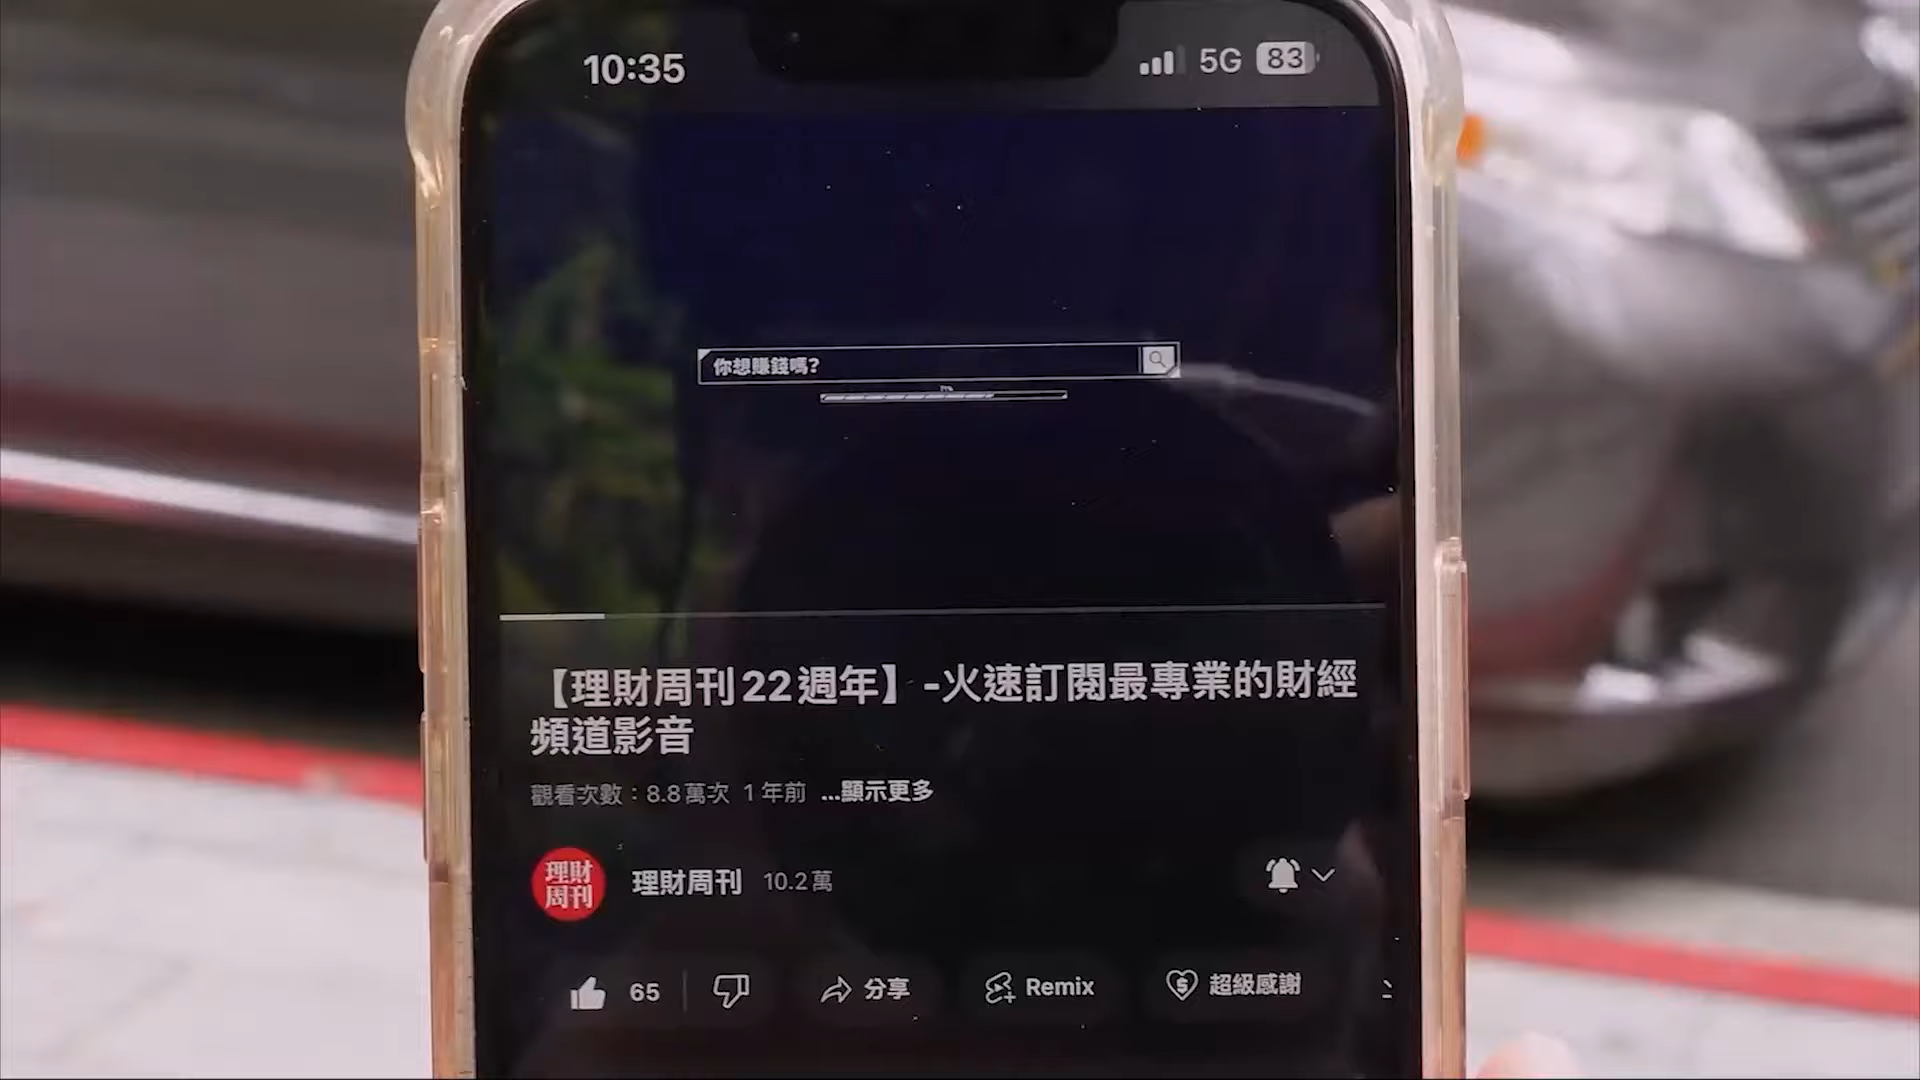 10:35
5G 83
你想賺錢嗎?
【理財周刊22週年】-火速訂閱最專業的財經
頻道影音
觀看次數：8.8萬次 1年前 ...顯示更多
理財
周刊
理財周刊 10.2萬
65 分享 Remix 超級感謝